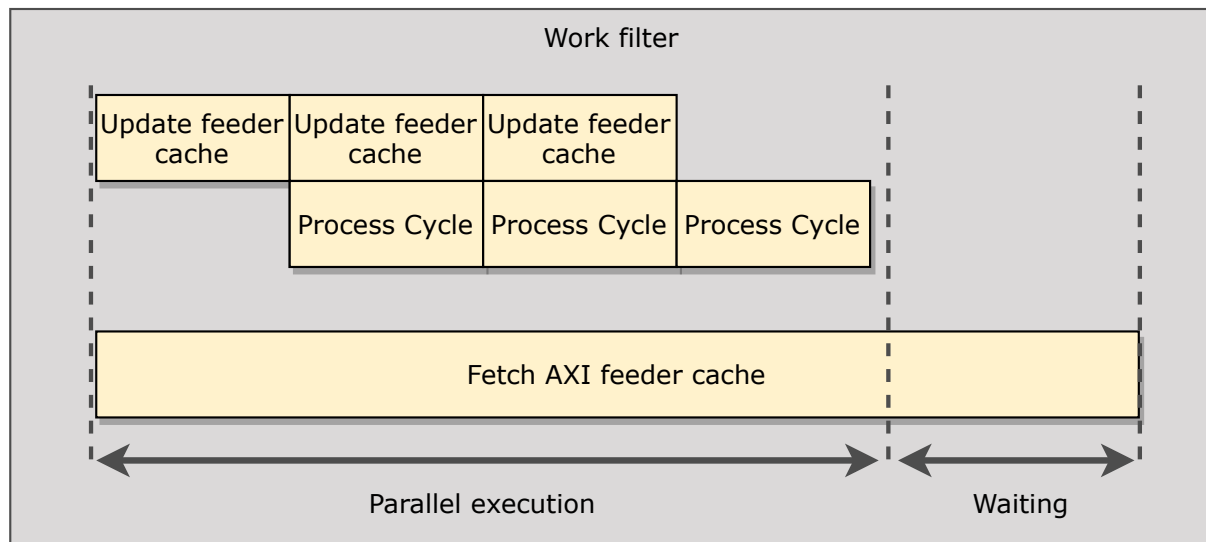 Work filter
Update feeder
cache
Update feeder
cache
Update feeder
cache
Process Cycle
Process Cycle
Process Cycle
Fetch AXI feeder cache
Parallel execution
Waiting